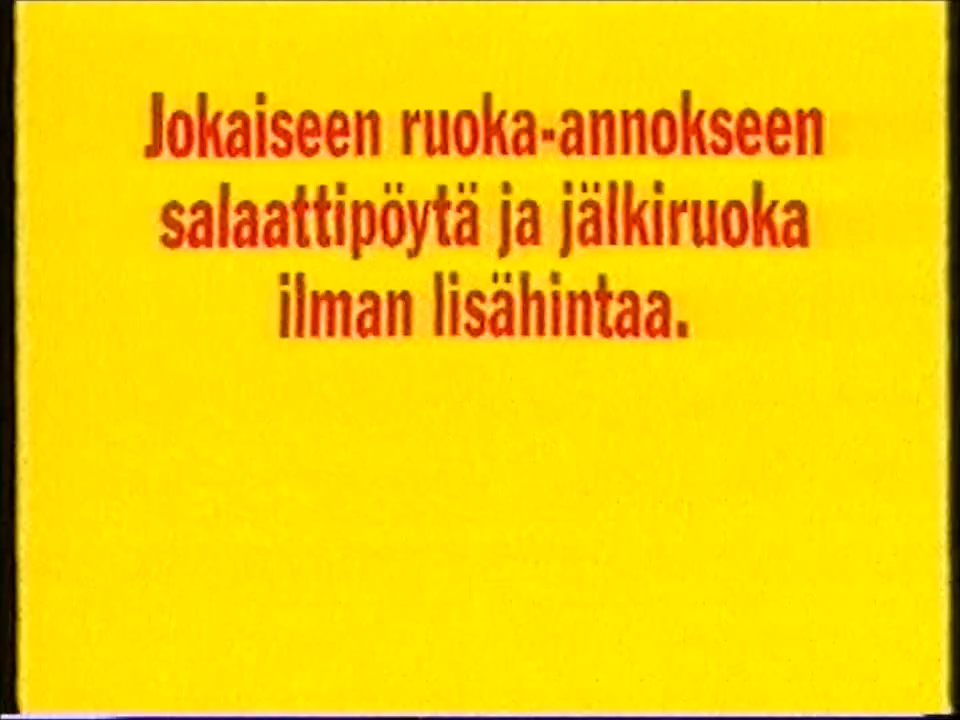 Jokaiseen ruoka-annokseen
salaattipöytä ja jälkiruoka
ilman lisähintaa.